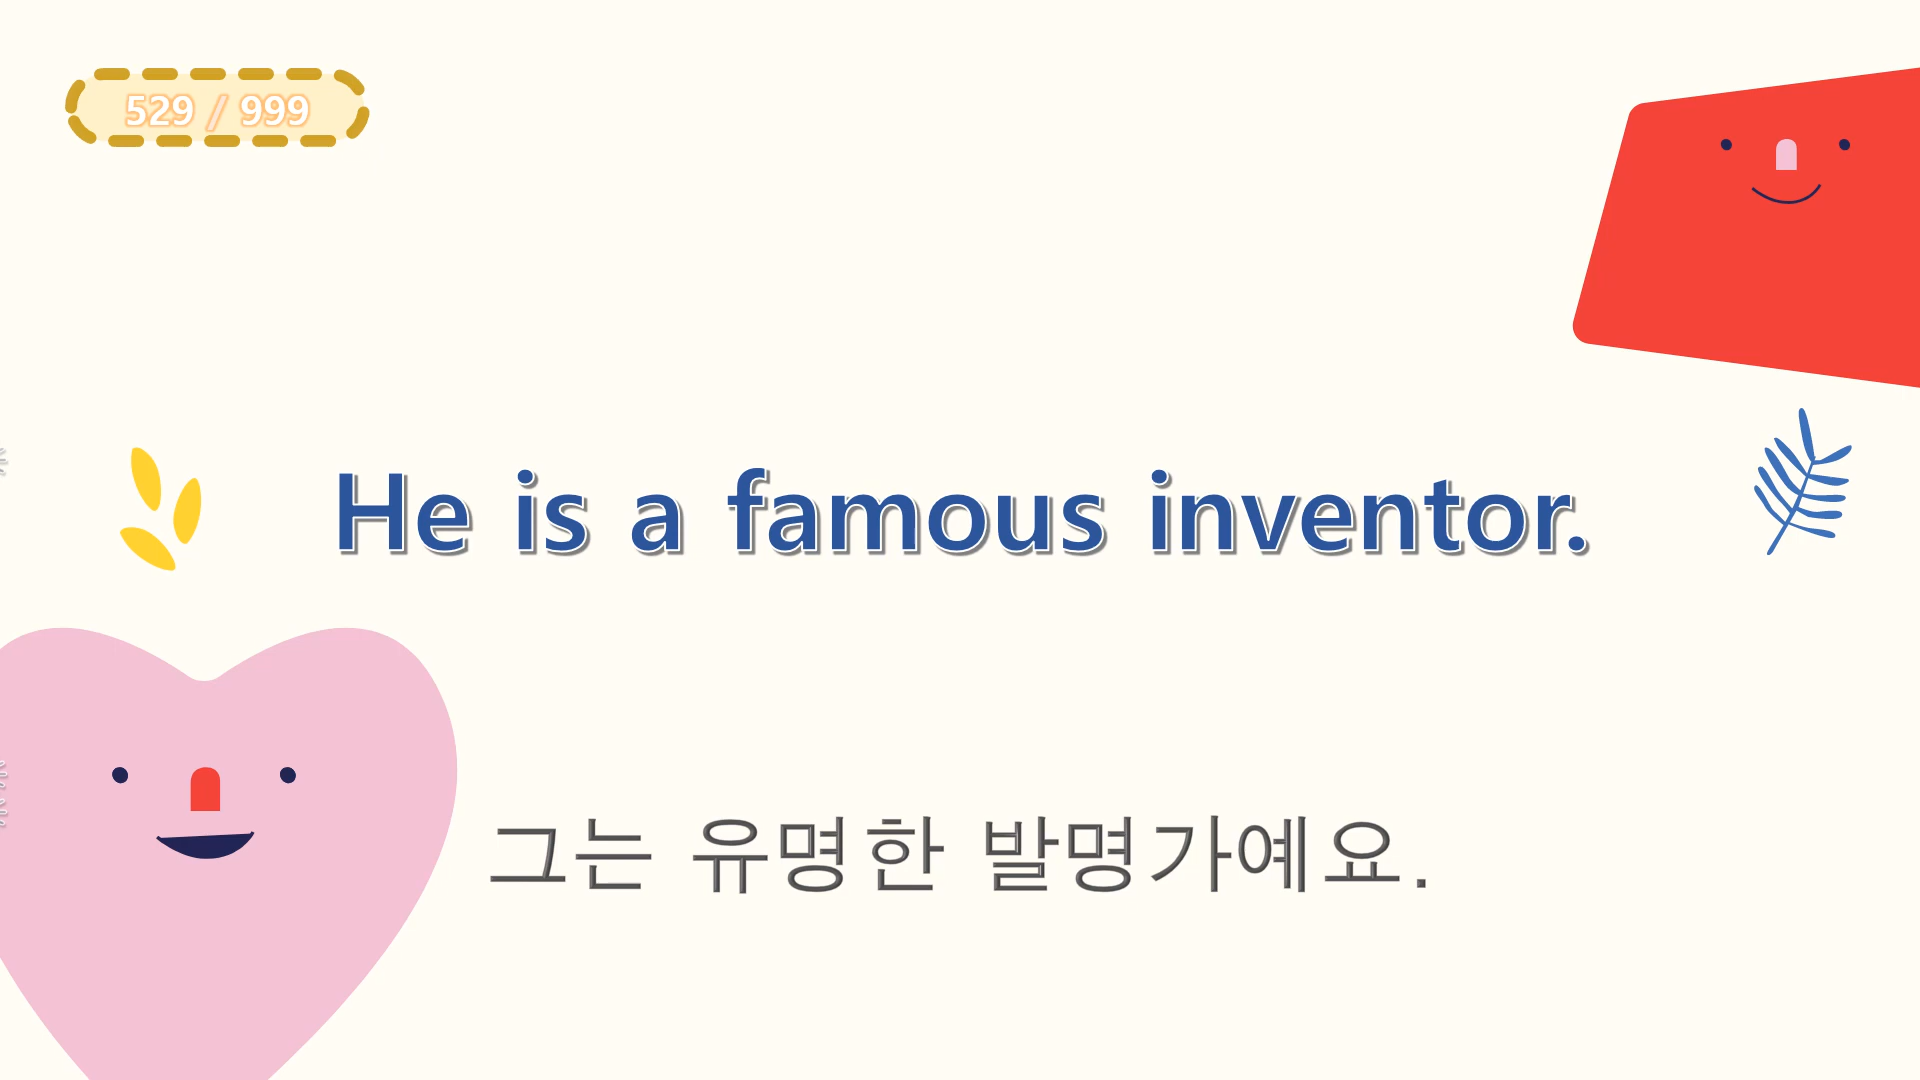 529 / 999
He is a famous inventor.
그는 유명한 발명가예요.